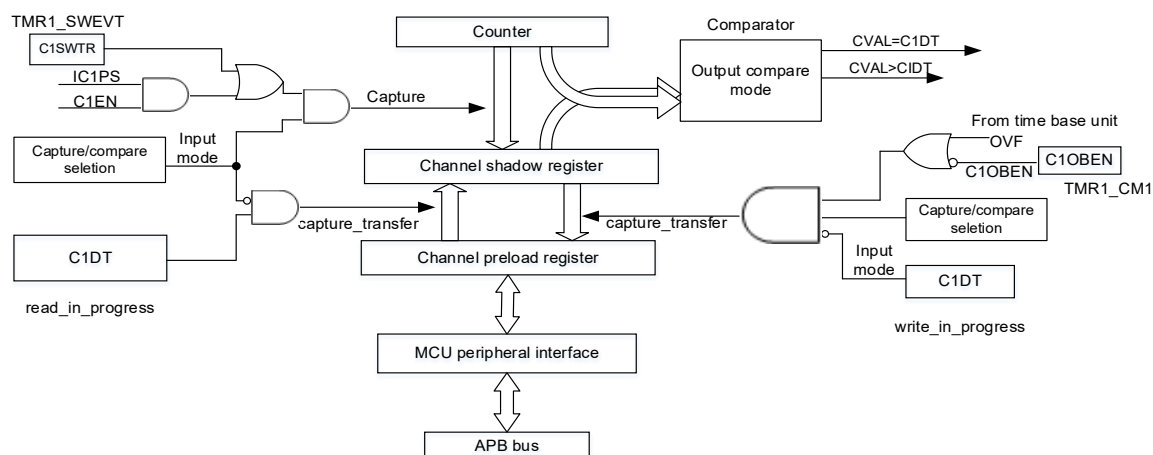 TMR1_SWEVT
C1SWTR
IC1PS
C1EN
Capture/compare
seletion
Input
mode
C1DT
read_in_progress
Capture
capture_transfer
Counter
Channel shadow register
Channel preload register
MCU peripheral interface
APB bus
Comparator
Output compare
mode
CVAL=C1DT
CVAL>CIDT
From time base unit
OVF
C1OBEN
C1OBEN
TMR1_CM1
capture_transfer
Capture/compare
seletion
Input
mode
C1DT
write_in_progress